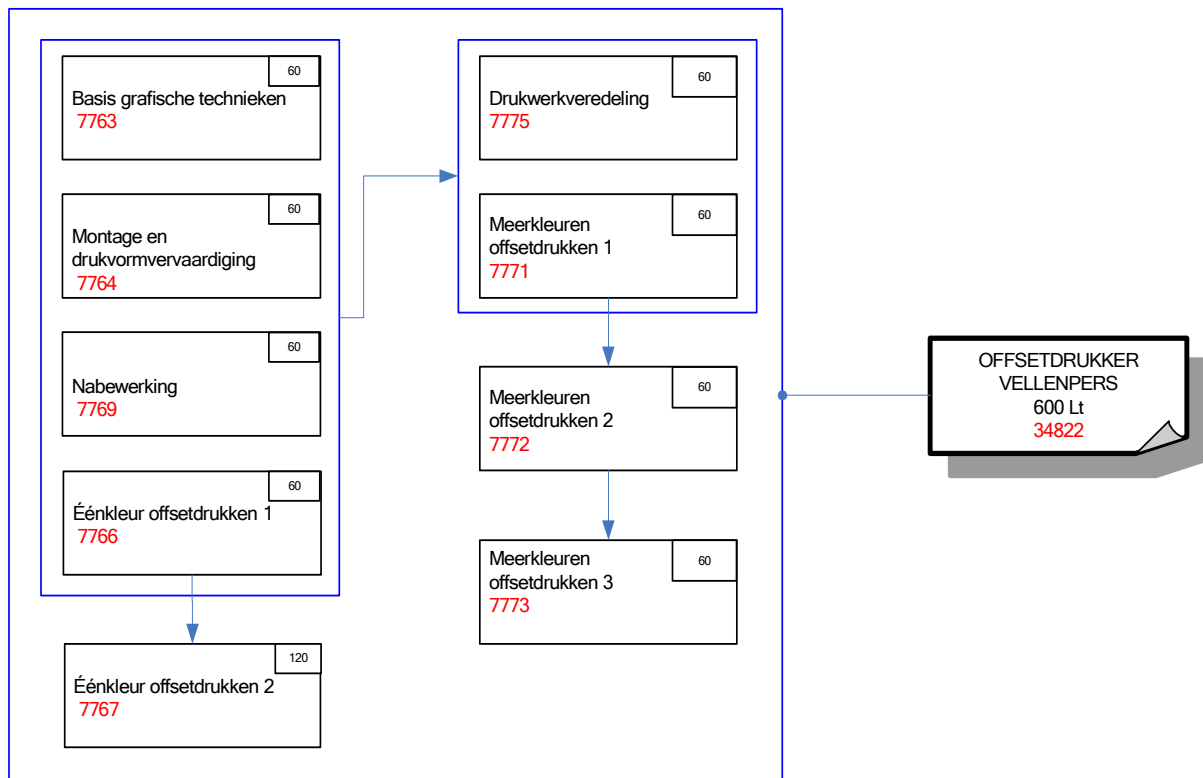 60
Basis grafische technieken
7763
60
Montage en
drukvormvervaardiging
7764
60
Nabewerking
7769
60
Éénkleur offsetdrukken 1
7766
120
Éénkleur offsetdrukken 2
7767
60
Drukwerkveredeling
7775
60
Meerkleuren
offsetdrukken 1
7771
60
Meerkleuren
offsetdrukken 2
7772
60
Meerkleuren
offsetdrukken 3
7773
OFFSETDRUKKER
VELLENPERS
600 Lt
34822